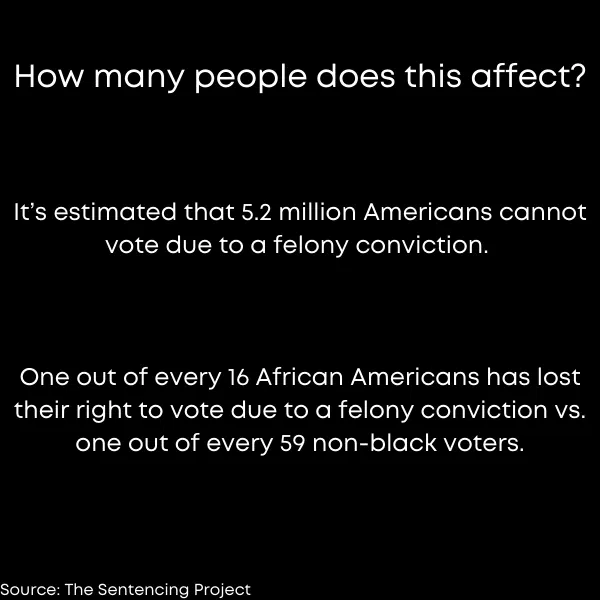 How many people does this affect?
It’s estimated that 5.2 million Americans cannot
vote due to a felony conviction.
One out of every 16 African Americans has lost
their right to vote due to a felony conviction vs.
one out of every 59 non-black voters.
Source: The Sentencing Project